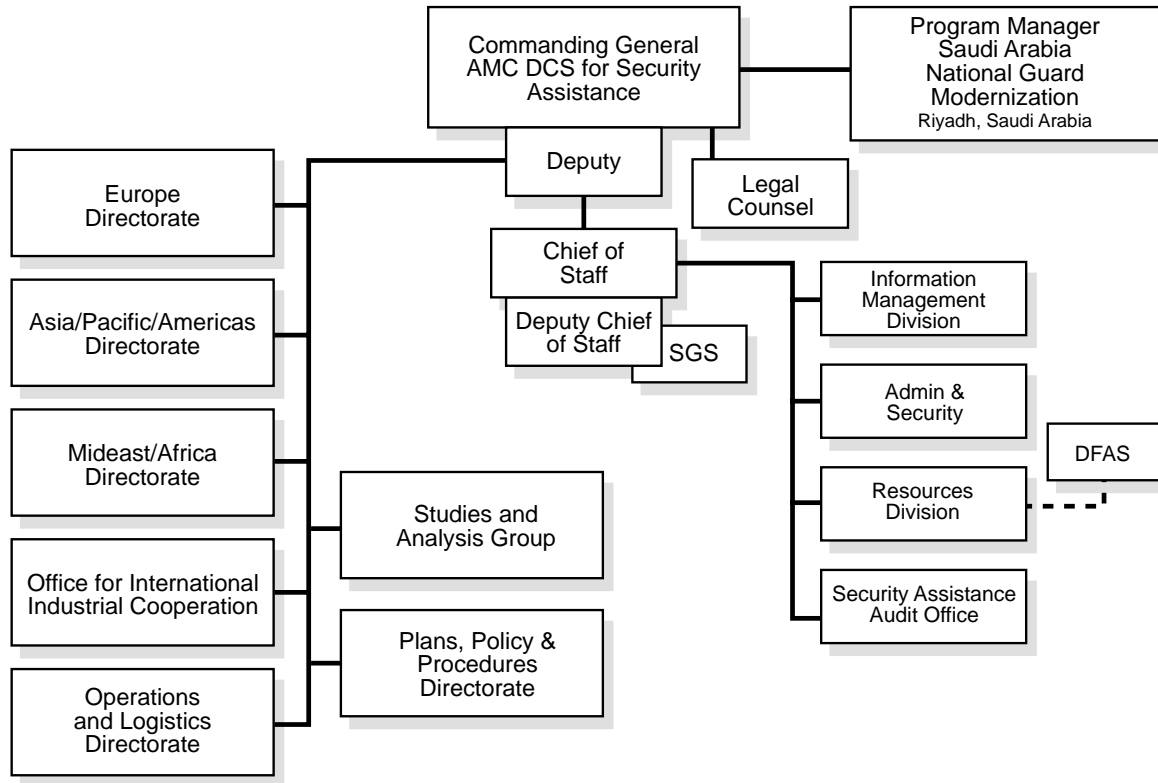 Commanding General
AMC DCS for Security
Assistance
Program Manager
Saudi Arabia
National Guard
Modernization
Riyadh, Saudi Arabia
Deputy
Legal
Counsel
Europe
Directorate
Chief of
Staff
Deputy Chief
of Staff
SGS
Information
Management
Division
Asia/Pacific/Americas
Directorate
Admin &
Security
Mideast/Africa
Directorate
DFAS
Resources
Division
Studies and
Analysis Group
Office for International
Industrial Cooperation
Security Assistance
Audit Office
Plans, Policy &
Procedures
Directorate
Operations
and Logistics
Directorate